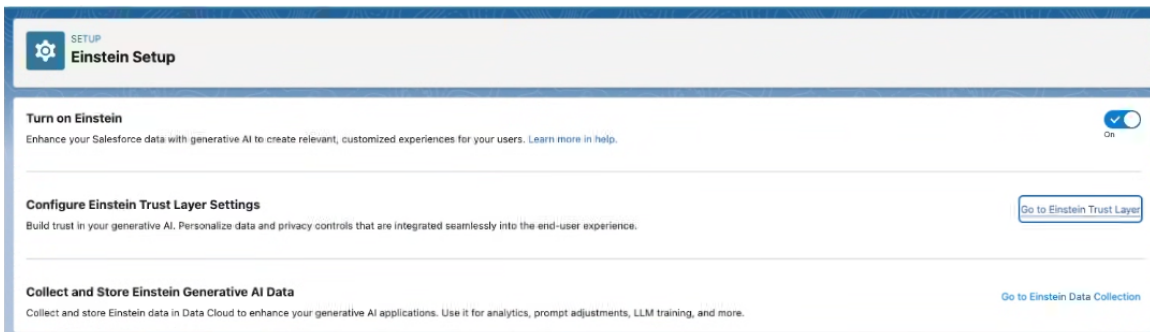 SETUP
Einstein Setup
Turn on Einstein
Enhance your Salesforce data with generative AI to create relevant, customized experiences for your users. Learn more in help.
On
Configure Einstein Trust Layer Settings
Build trust in your generative AI. Personalize data and privacy controls that are integrated seamlessly into the end-user experience.
Go to Einstein Trust Layer
Collect and Store Einstein Generative AI Data
Collect and store Einstein data in Data Cloud to enhance your generative AI applications. Use it for analytics, prompt adjustments, LLM training, and more.
Go to Einstein Data Collection